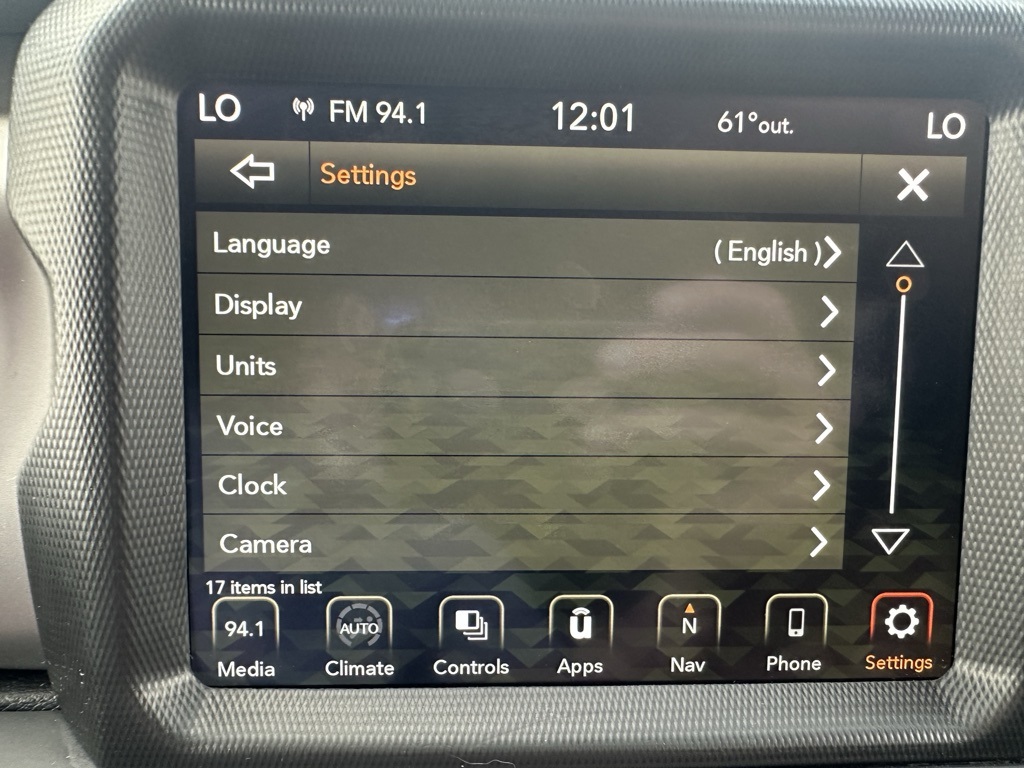 LO FM 94.1 12:01 61°out. LO
Settings
Language ( English )
Display
Units
Voice
Clock
Camera
17 items in list
94.1 AUTO N
Media Climate Controls Apps Nav Phone Settings